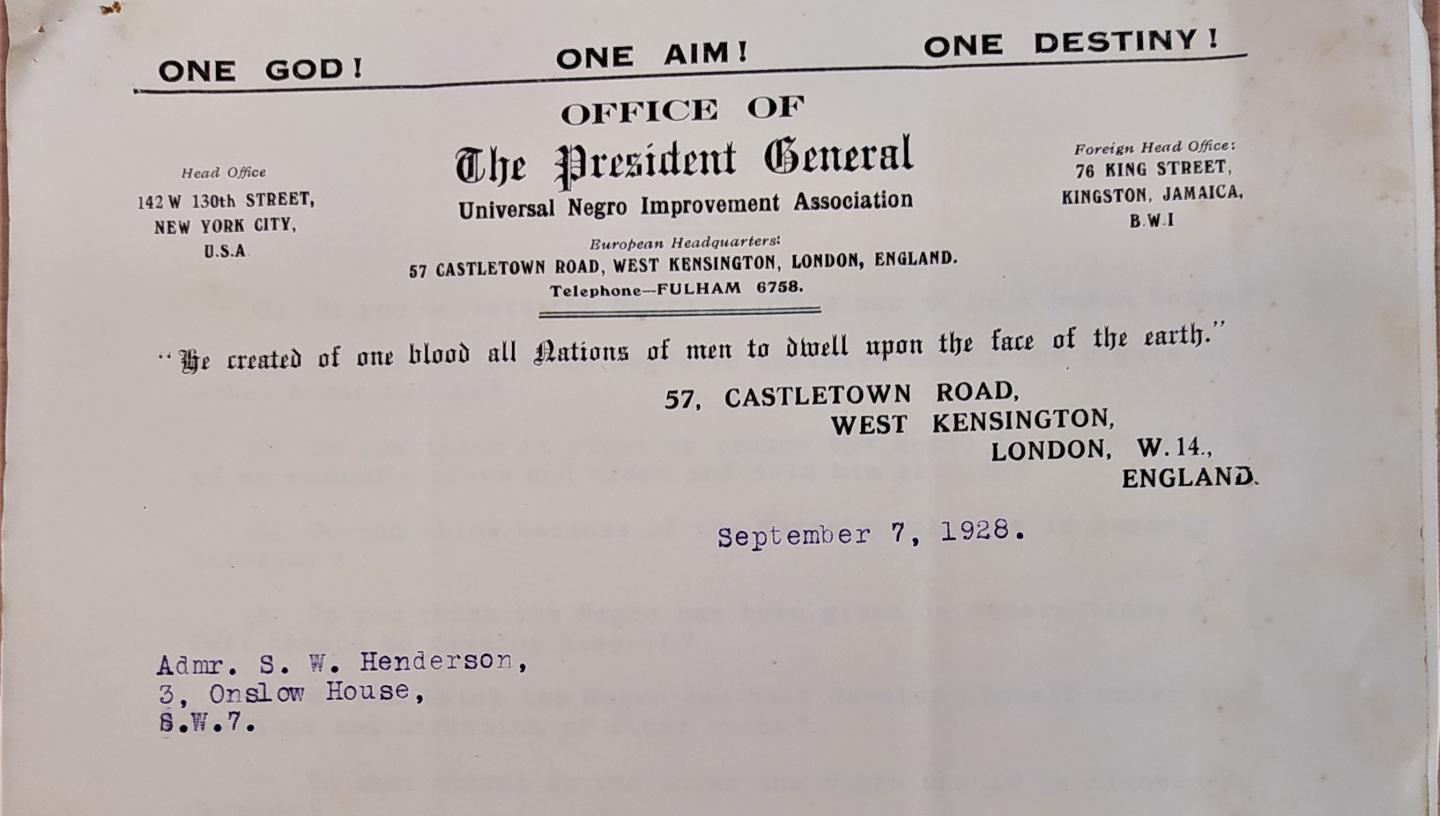 ONE GOD! ONE AIM! ONE DESTINY!
OFFICE OF
The President General
Universal Negro Improvement Association
Head Office
142 W 130th STREET,
NEW YORK CITY,
U.S.A.
Foreign Head Office:
76 KING STREET,
KINGSTON, JAMAICA,
B.W.I
European Headquarters:
57 CASTLETOWN ROAD, WEST KENSINGTON, LONDON, ENGLAND.
Telephone—FULHAM 6758.
"He created of one blood all Nations of men to dwell upon the face of the earth."
57, CASTLETOWN ROAD,
WEST KENSINGTON,
LONDON, W.14.,
ENGLAND.
September 7, 1928.
Admr. S. W. Henderson,
3, Onslow House,
S.W.7.